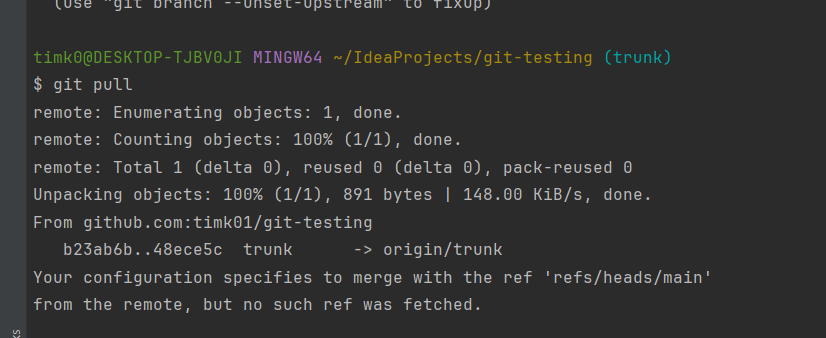 (use "git branch --unset-upstream" to fixup)
timk0@DESKTOP-TJBV0JI MINGW64 ~/IdeaProjects/git-testing (trunk)
$ git pull
remote: Enumerating objects: 1, done.
remote: Counting objects: 100% (1/1), done.
remote: Total 1 (delta 0), reused 0 (delta 0), pack-reused 0
Unpacking objects: 100% (1/1), 891 bytes | 148.00 KiB/s, done.
From github.com:timk01/git-testing
   b23ab6b..48ece5c  trunk      -> origin/trunk
Your configuration specifies to merge with the ref 'refs/heads/main'
from the remote, but no such ref was fetched.